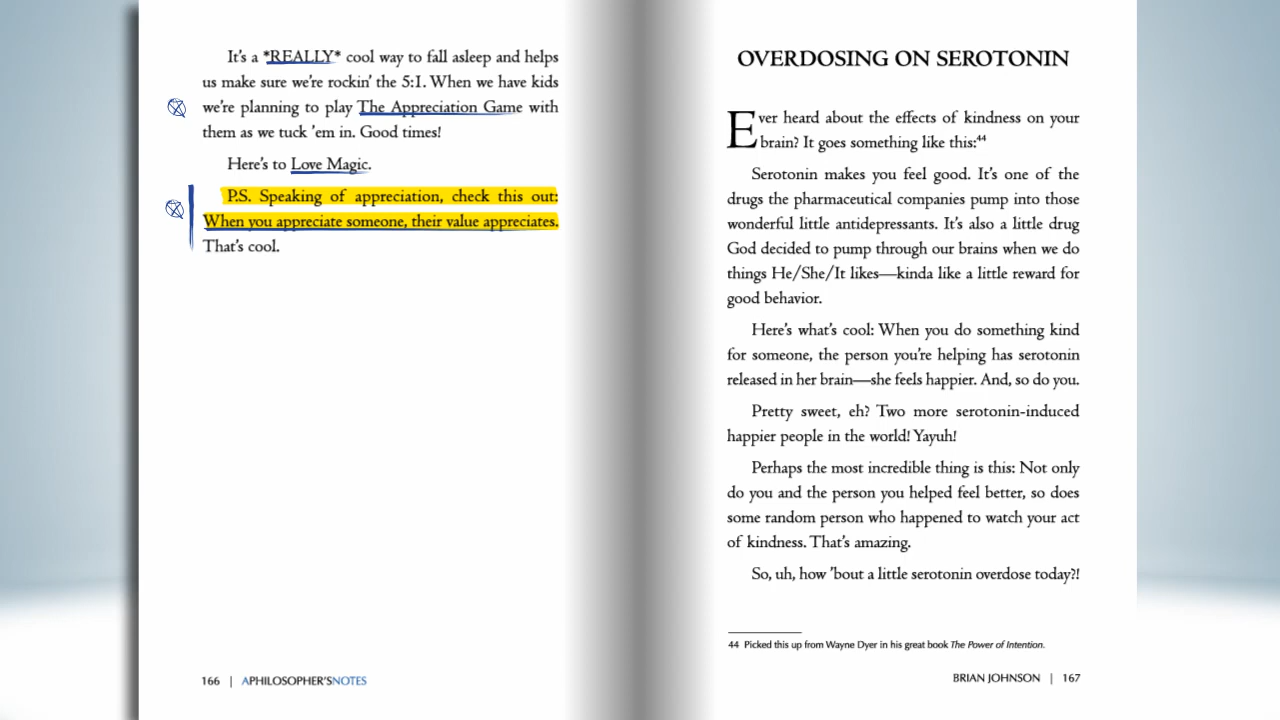 It's a *REALLY* cool way to fall asleep and helps
us make sure we're rockin' the 5:1. When we have kids
we're planning to play The Appreciation Game with
them as we tuck 'em in. Good times!
Here's to Love Magic.
P.S. Speaking of appreciation, check this out:
When you appreciate someone, their value appreciates.
That's cool.
166 | APHILOSOPHER'SNOTES
OVERDOSING ON SEROTONIN
Ever heard about the effects of kindness on your
brain? It goes something like this:44
Serotonin makes you feel good. It's one of the
drugs the pharmaceutical companies pump into those
wonderful little antidepressants. It's also a little drug
God decided to pump through our brains when we do
things He/She/It likes—kinda like a little reward for
good behavior.
Here's what's cool: When you do something kind
for someone, the person you're helping has serotonin
released in her brain—she feels happier. And, so do you.
Pretty sweet, eh? Two more serotonin-induced
happier people in the world! Yayuh!
Perhaps the most incredible thing is this: Not only
do you and the person you helped feel better, so does
some random person who happened to watch your act
of kindness. That's amazing.
So, uh, how 'bout a little serotonin overdose today?!
44 Picked this up from Wayne Dyer in his great book The Power of Intention.
BRIAN JOHNSON | 167